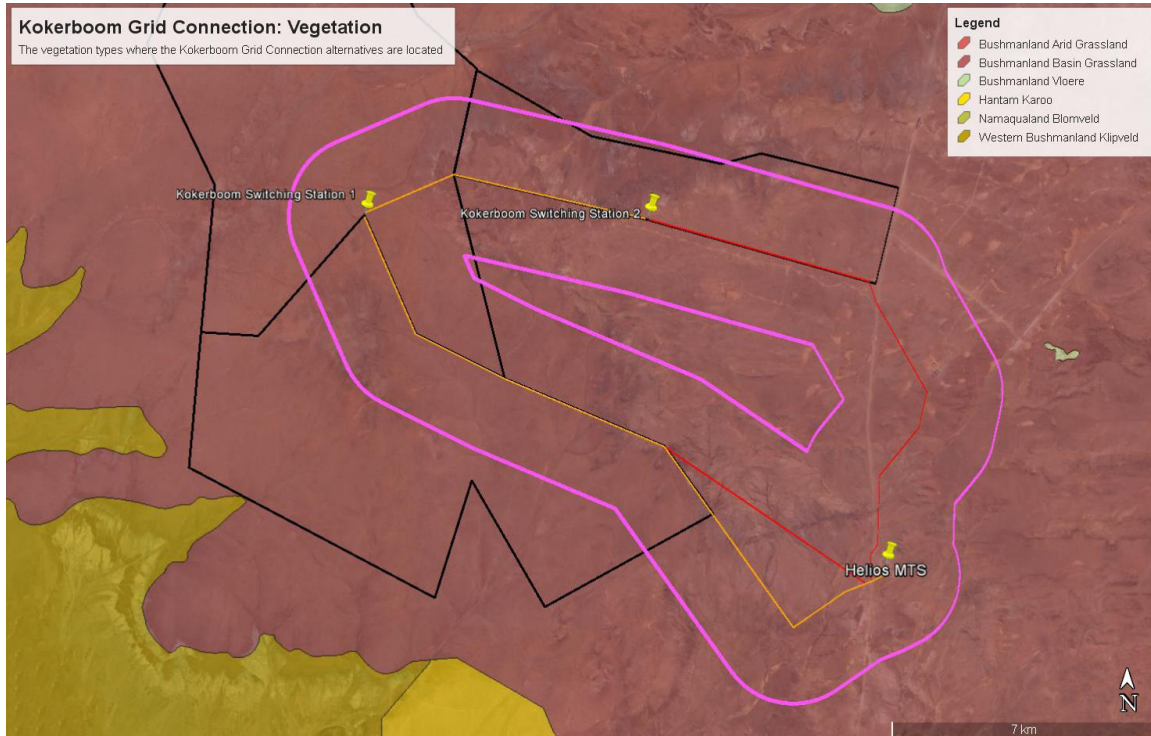 Kokerboom Grid Connection: Vegetation
The vegetation types where the Kokerboom Grid Connection alternatives are located
Legend
Bushmanland Arid Grassland
Bushmanland Basin Grassland
Bushmanland Vloere
Hantam Karoo
Namaqualand Blomveld
Western Bushmanland Klipveld
Kokerboom Switching Station 1
Kokerboom Switching Station 2
Helios MTS
N
7 km